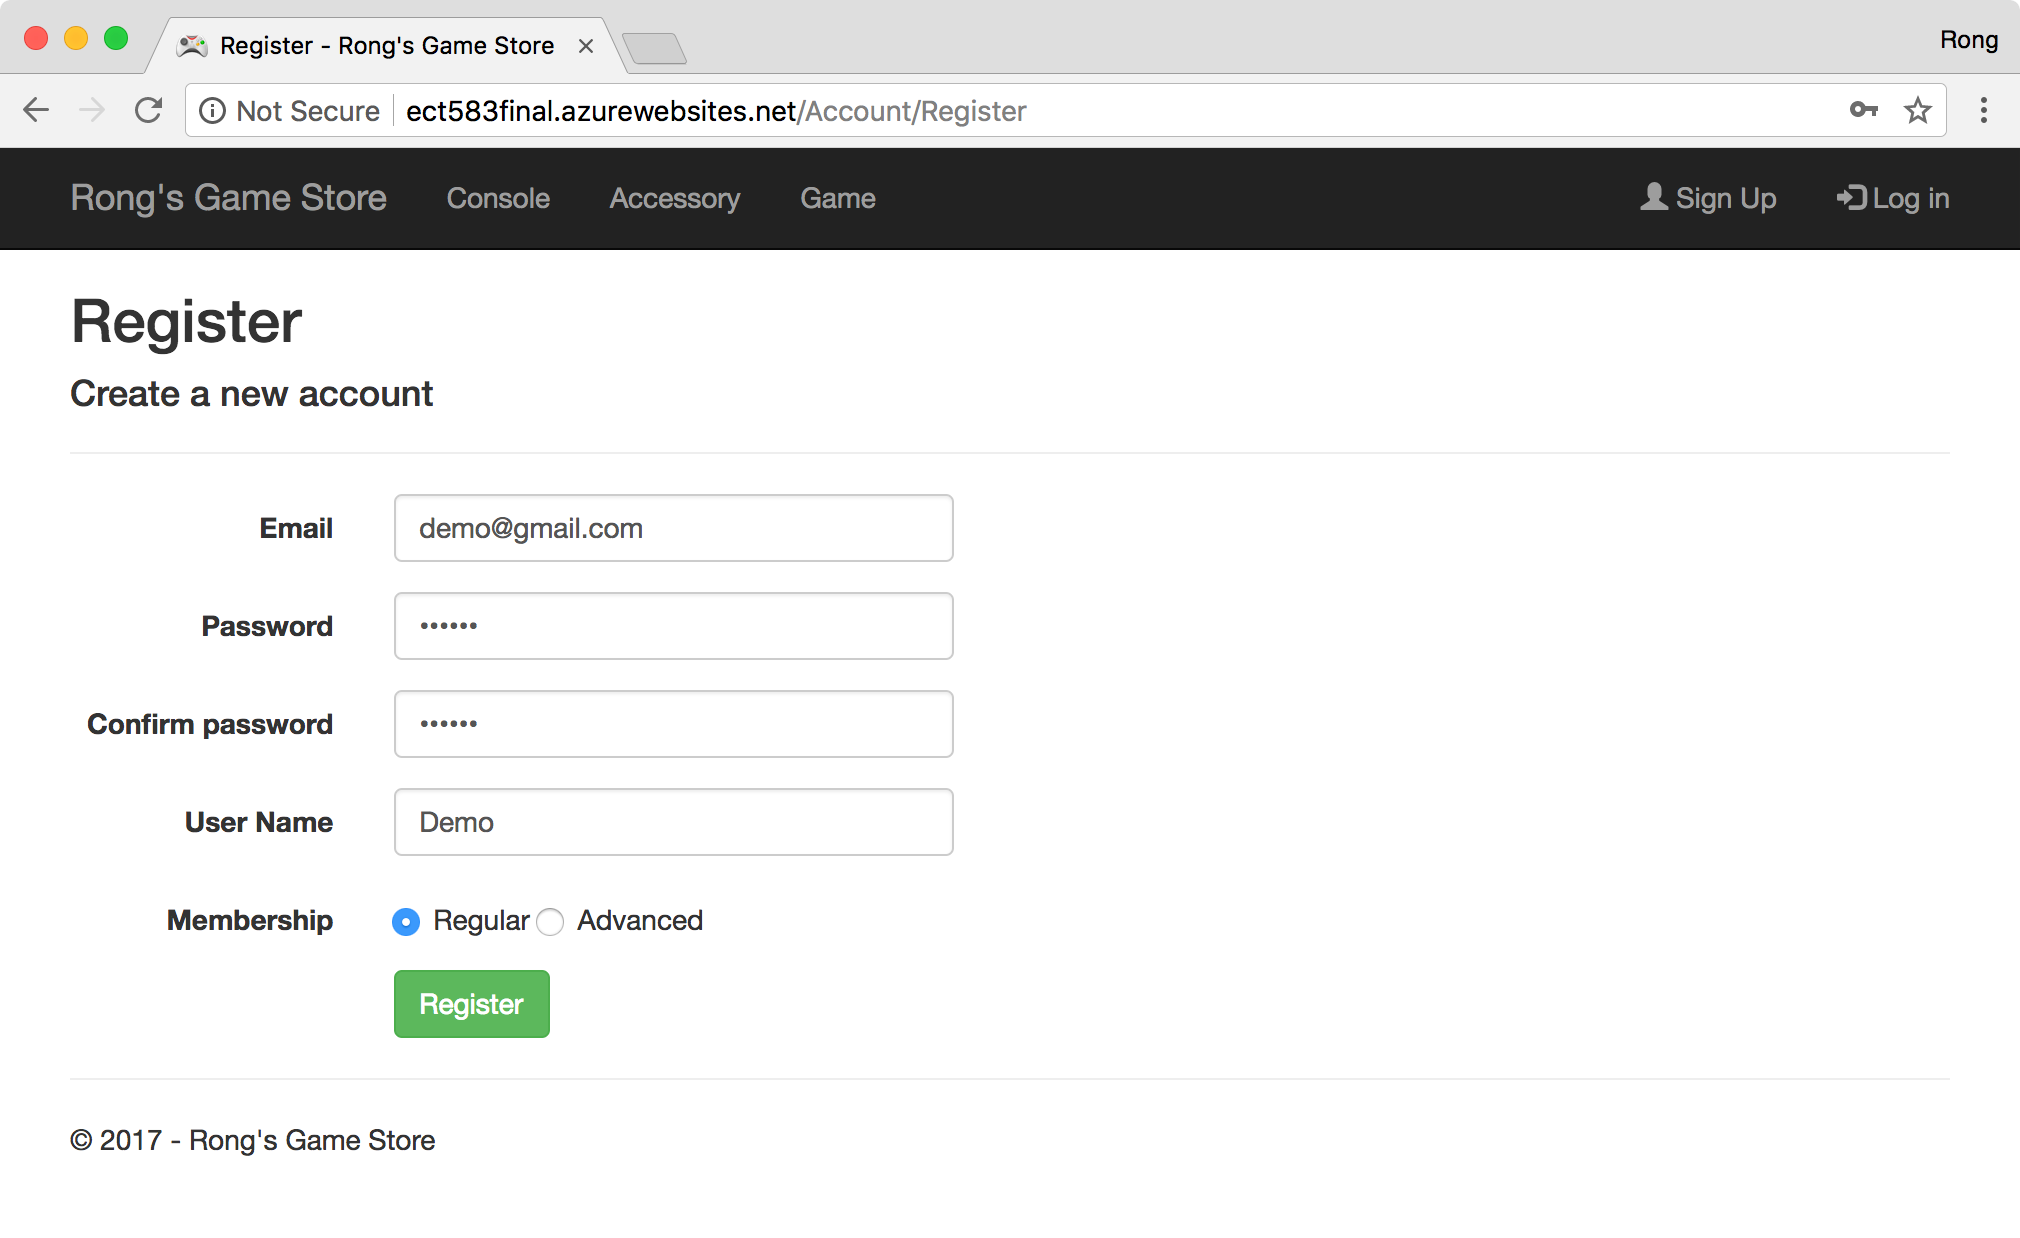 Register - Rong's Game Store
Rong
Not Secure ect583final.azurewebsites.net/Account/Register
Rong's Game Store Console Accessory Game Sign Up Log in
Register
Create a new account
Email demo@gmail.com
Password ••••••
Confirm password ••••••
User Name Demo
Membership Regular Advanced
Register
© 2017 - Rong's Game Store